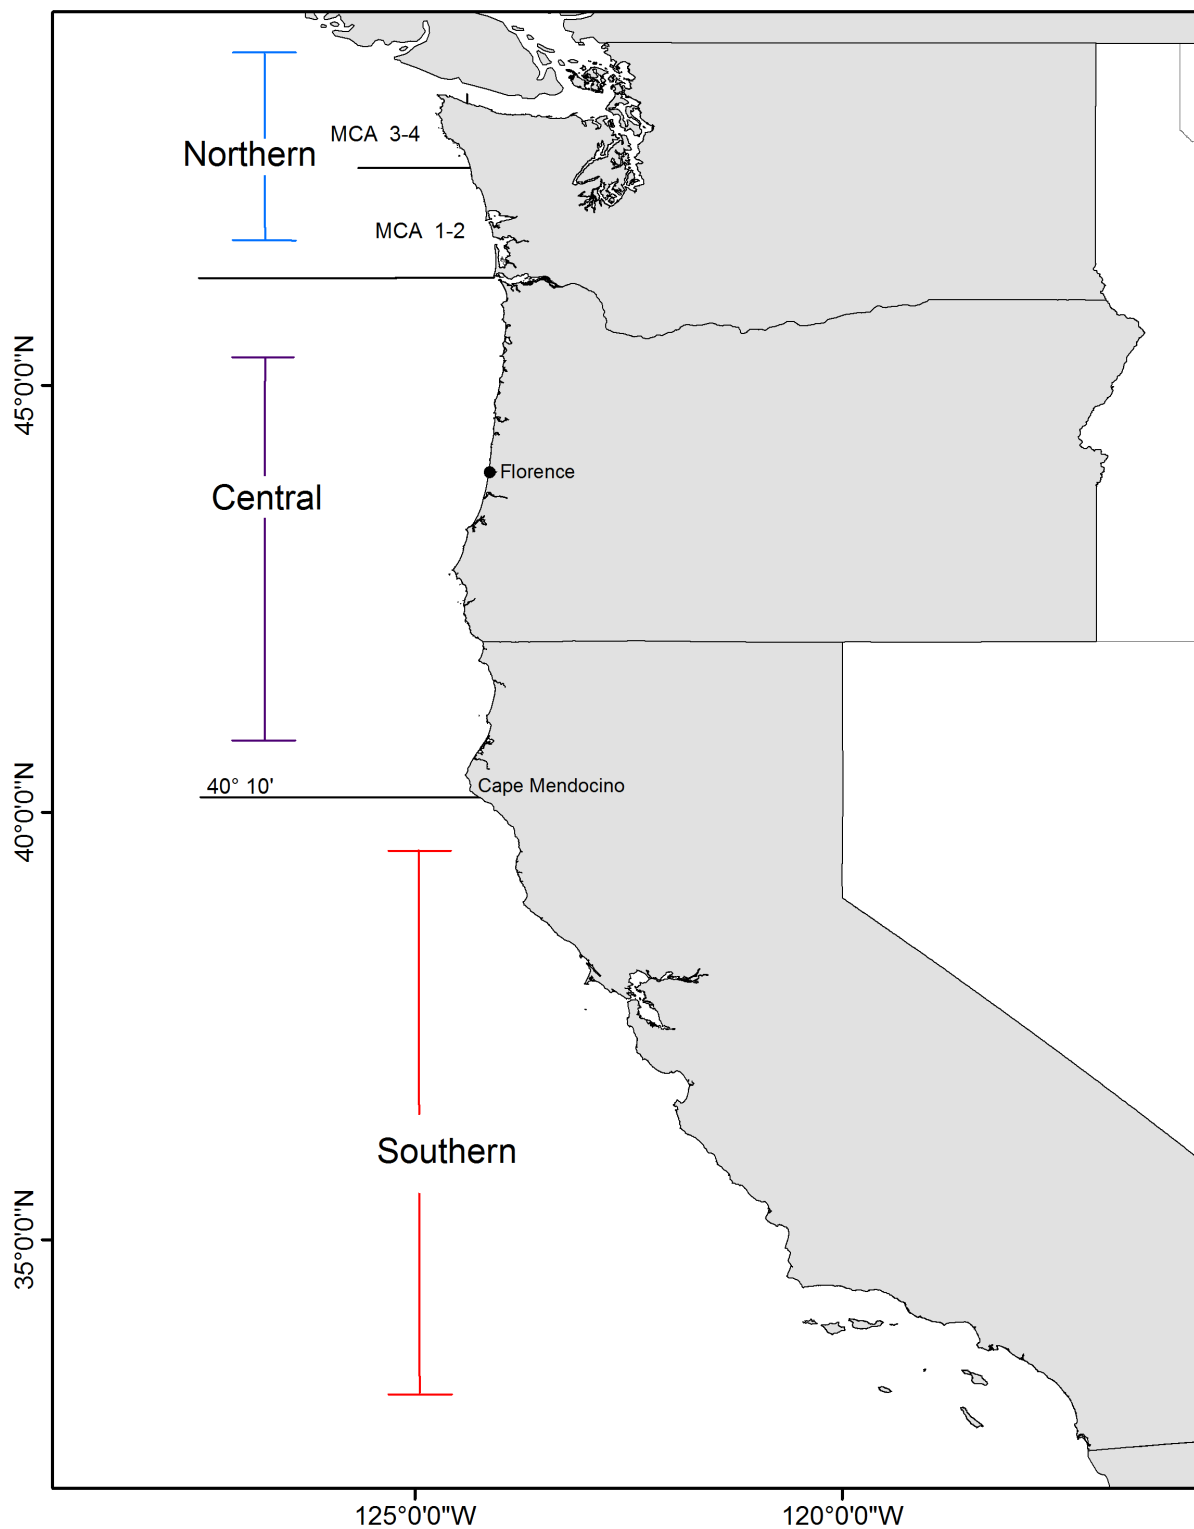 MCA 3-4
Northern
MCA 1-2
45°0'0"N
Florence
Central
40° 10'
Cape Mendocino
40°0'0"N
Southern
35°0'0"N
125°0'0"W
120°0'0"W